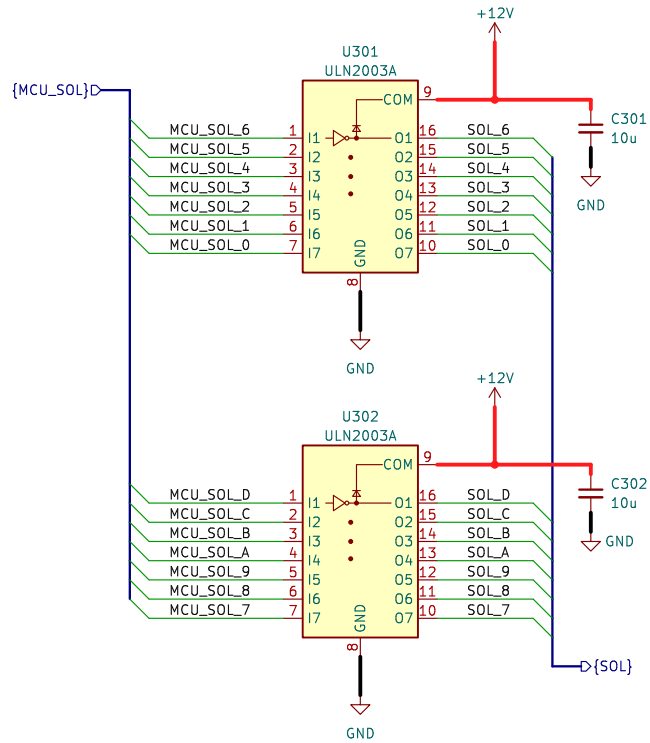 +12V
U301
ULN2003A
{MCU_SOL}
9
COM
C301
10u
GND
MCU_SOL_6 1 I1 O1 16 SOL_6
MCU_SOL_5 2 I2 O2 15 SOL_5
MCU_SOL_4 3 I3 O3 14 SOL_4
MCU_SOL_3 4 I4 O4 13 SOL_3
MCU_SOL_2 5 I5 O5 12 SOL_2
MCU_SOL_1 6 I6 O6 11 SOL_1
MCU_SOL_0 7 I7 O7 10 SOL_0
GND
8
GND
+12V
U302
ULN2003A
9
COM
C302
10u
GND
MCU_SOL_D 1 I1 O1 16 SOL_D
MCU_SOL_C 2 I2 O2 15 SOL_C
MCU_SOL_B 3 I3 O3 14 SOL_B
MCU_SOL_A 4 I4 O4 13 SOL_A
MCU_SOL_9 5 I5 O5 12 SOL_9
MCU_SOL_8 6 I6 O6 11 SOL_8
MCU_SOL_7 7 I7 O7 10 SOL_7
GND
8
{SOL}
GND